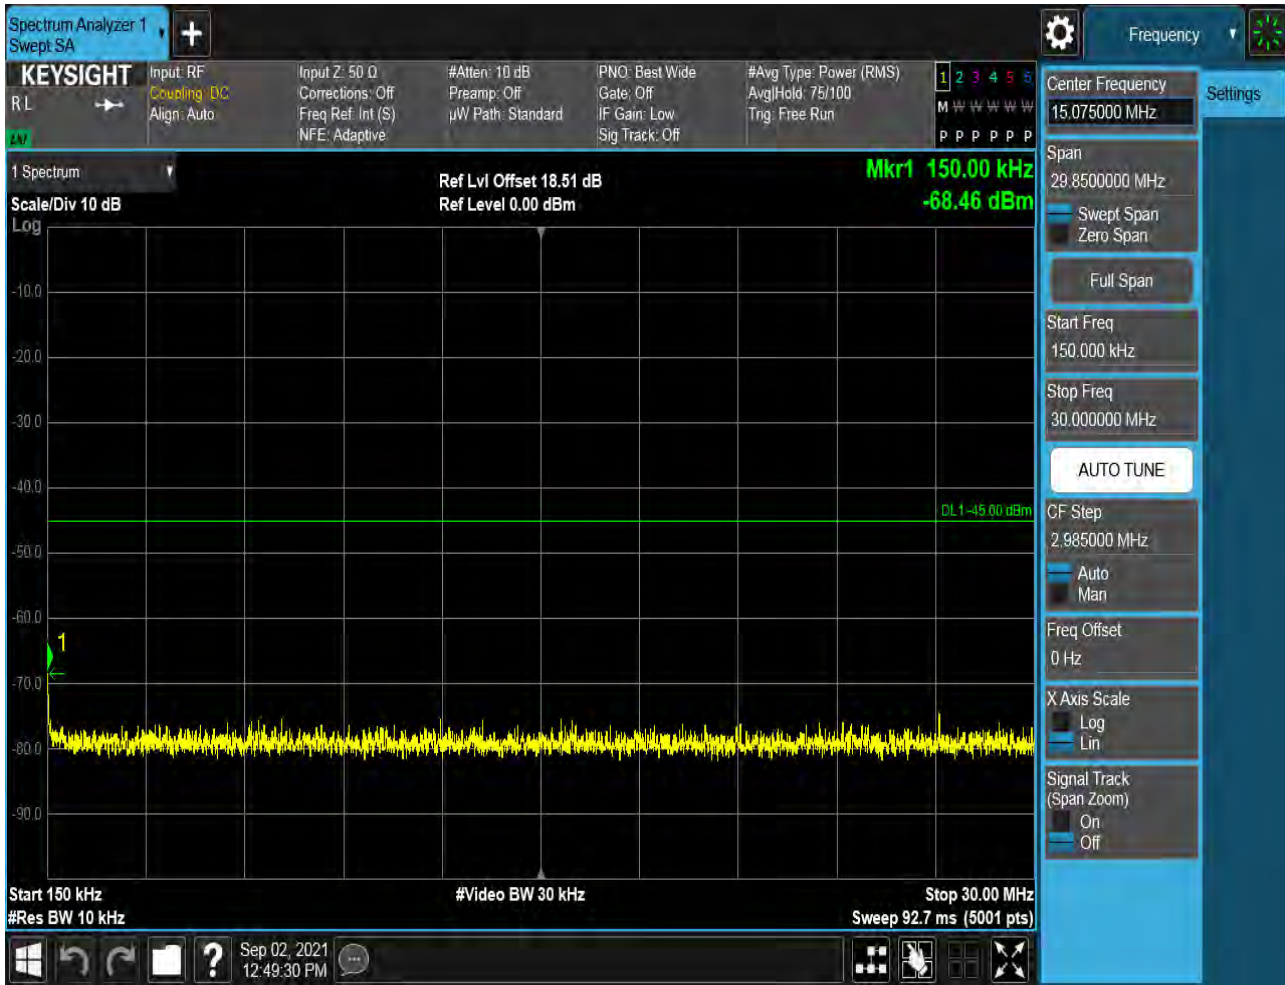 Spectrum Analyzer 1
Swept SA
Frequency
KEYSIGHT
R L
LNI
Input: RF
Coupling: DC
Align: Auto
Input Z: 50 Ω
Corrections: Off
Freq Ref: Int (S)
NFE: Adaptive
#Atten: 10 dB
Preamp: Off
µW Path: Standard
PNO: Best Wide
Gate: Off
IF Gain: Low
Sig Track: Off
#Avg Type: Power (RMS)
Avg|Hold: 75/100
Trig: Free Run
1 2 3 4 5 6
M W W W W W
P P P P P P
1 Spectrum
Scale/Div 10 dB
Log
Ref Lvl Offset 18.51 dB
Ref Level 0.00 dBm
Mkr1 150.00 kHz
-68.46 dBm
-10.0
-20.0
-30.0
-40.0
DL1 -45.00 dBm
-50.0
-60.0
1
-70.0
-80.0
-90.0
Start 150 kHz
#Res BW 10 kHz
#Video BW 30 kHz
Stop 30.00 MHz
Sweep 92.7 ms (5001 pts)
Center Frequency
15.075000 MHz
Settings
Span
29.8500000 MHz
Swept Span
Zero Span
Full Span
Start Freq
150.000 kHz
Stop Freq
30.000000 MHz
AUTO TUNE
CF Step
2.985000 MHz
Auto
Man
Freq Offset
0 Hz
X Axis Scale
Log
Lin
Signal Track
(Span Zoom)
On
Off
?
Sep 02, 2021
12:49:30 PM